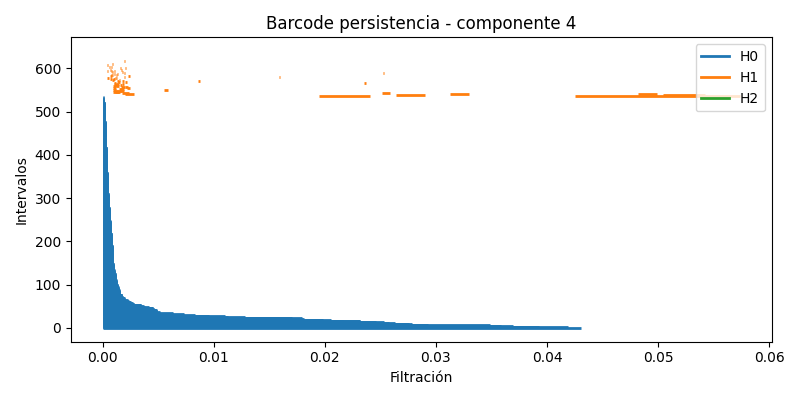 Barcode persistencia - componente 4
Intervalos
600
500
400
300
200
100
0
H0
H1
H2
0.00 0.01 0.02 0.03 0.04 0.05 0.06
Filtración